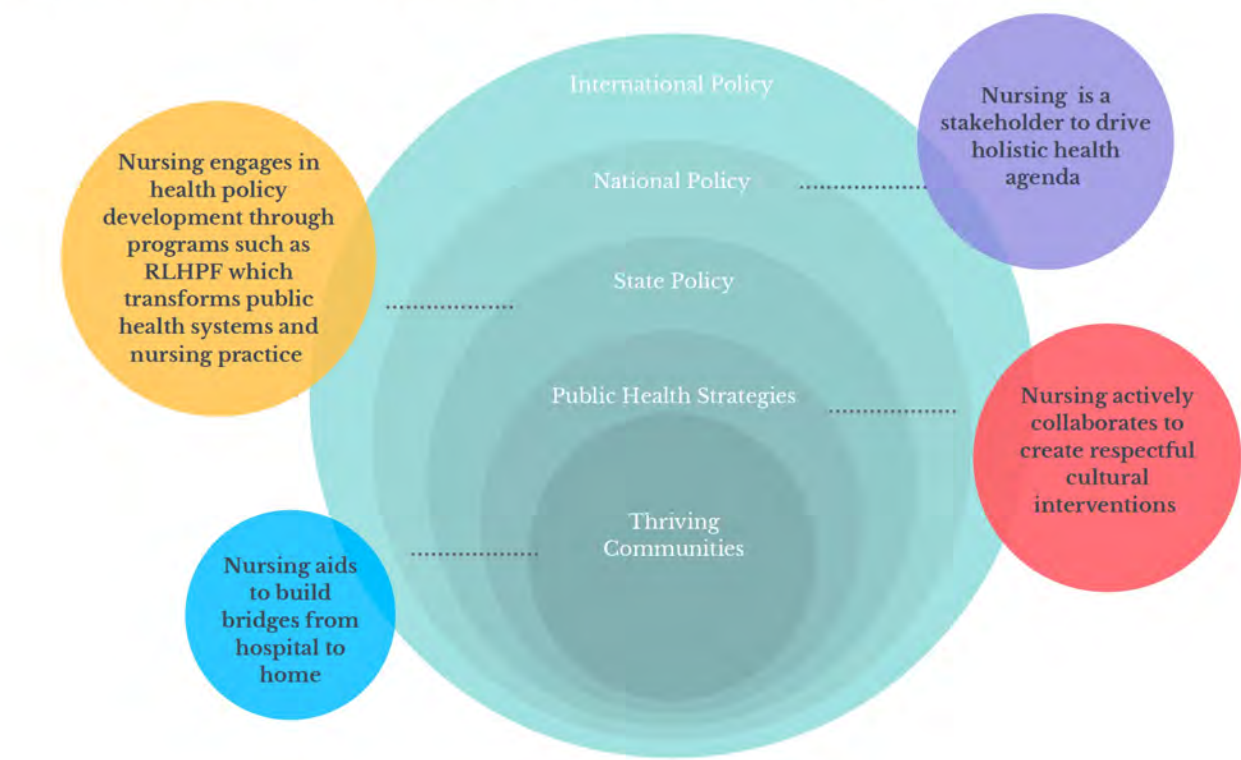 International Policy
National Policy
State Policy
Public Health Strategies
Thriving
Communities
Nursing engages in
health policy
development through
programs such as
RLHPF which
transforms public
health systems and
nursing practice
Nursing is a
stakeholder to drive
holistic health
agenda
Nursing actively
collaborates to
create respectful
cultural
interventions
Nursing aids
to build
bridges from
hospital to
home